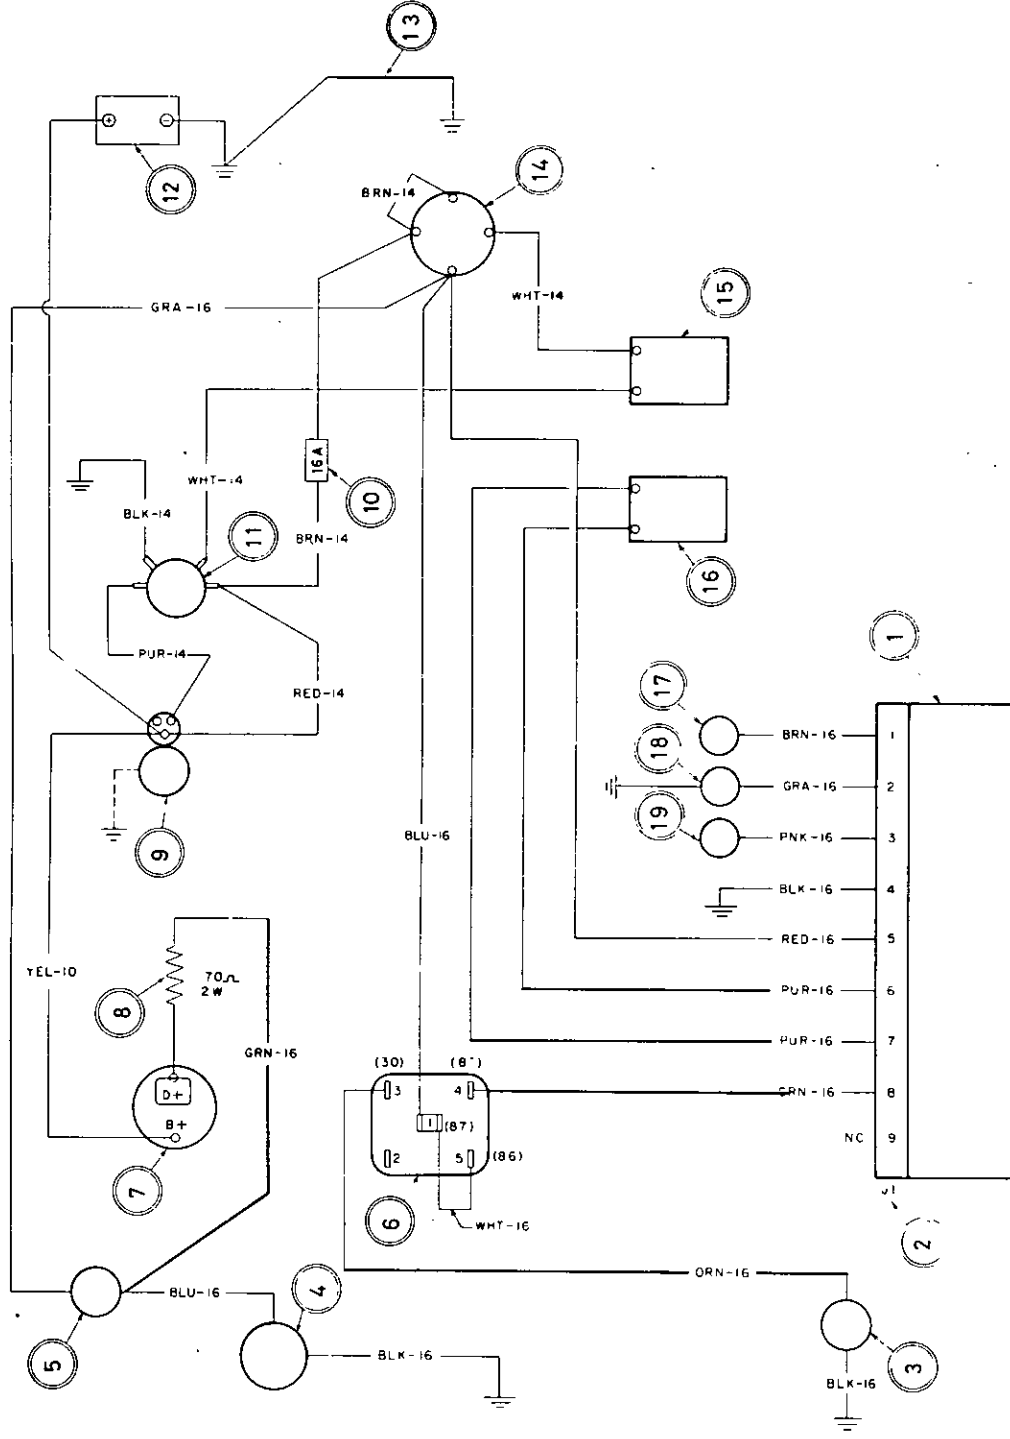 13
+
-
12
BRN-14
14
GRA-16
WHT-14
15
16A
10
WHT-14
BLK-14
11
BRN-14
16
PUR-14
RED-14
1
17
18
19
BRN-16
1
GRA-16
2
PNK-16
3
BLK-16
4
RED-16
5
PUR-16
6
PUR-16
7
GRN-16
8
NC
9
J1
2
9
BLU-16
YEL-10
8
70Ω
2W
GRN-16
D+
B+
7
(30)
3
4
1
(87)
2
5
(86)
6
WHT-16
ORN-16
5
BLU-16
4
BLK-16
3
BLK-16